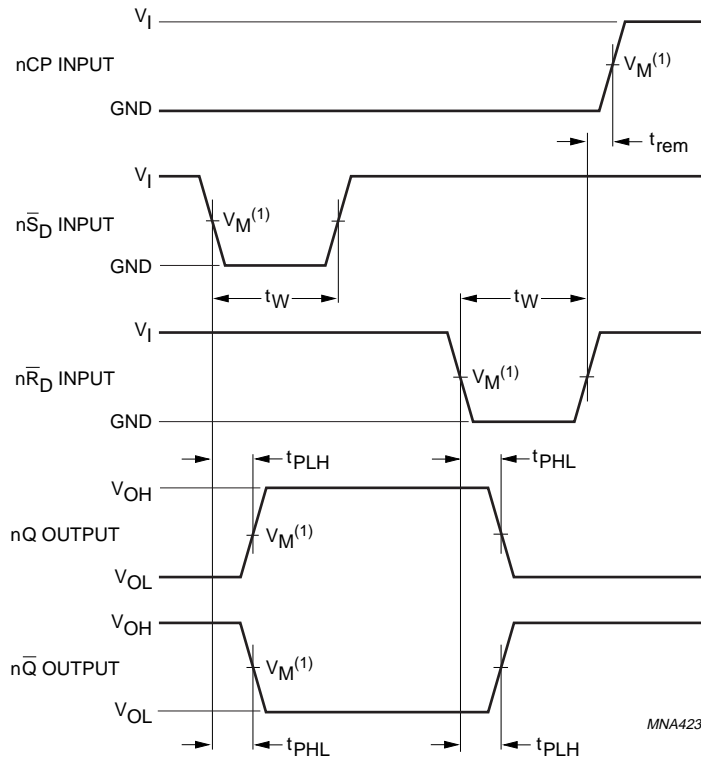 V_I
nCP INPUT
V_M^(1)
GND
t_rem
V_I
nS̅_D INPUT
V_M^(1)
GND
t_W
t_W
V_I
nR̅_D INPUT
V_M^(1)
GND
t_PLH
t_PHL
V_OH
nQ OUTPUT
V_M^(1)
V_OL
V_OH
nQ̅ OUTPUT
V_M^(1)
V_OL
MNA423
t_PHL
t_PLH